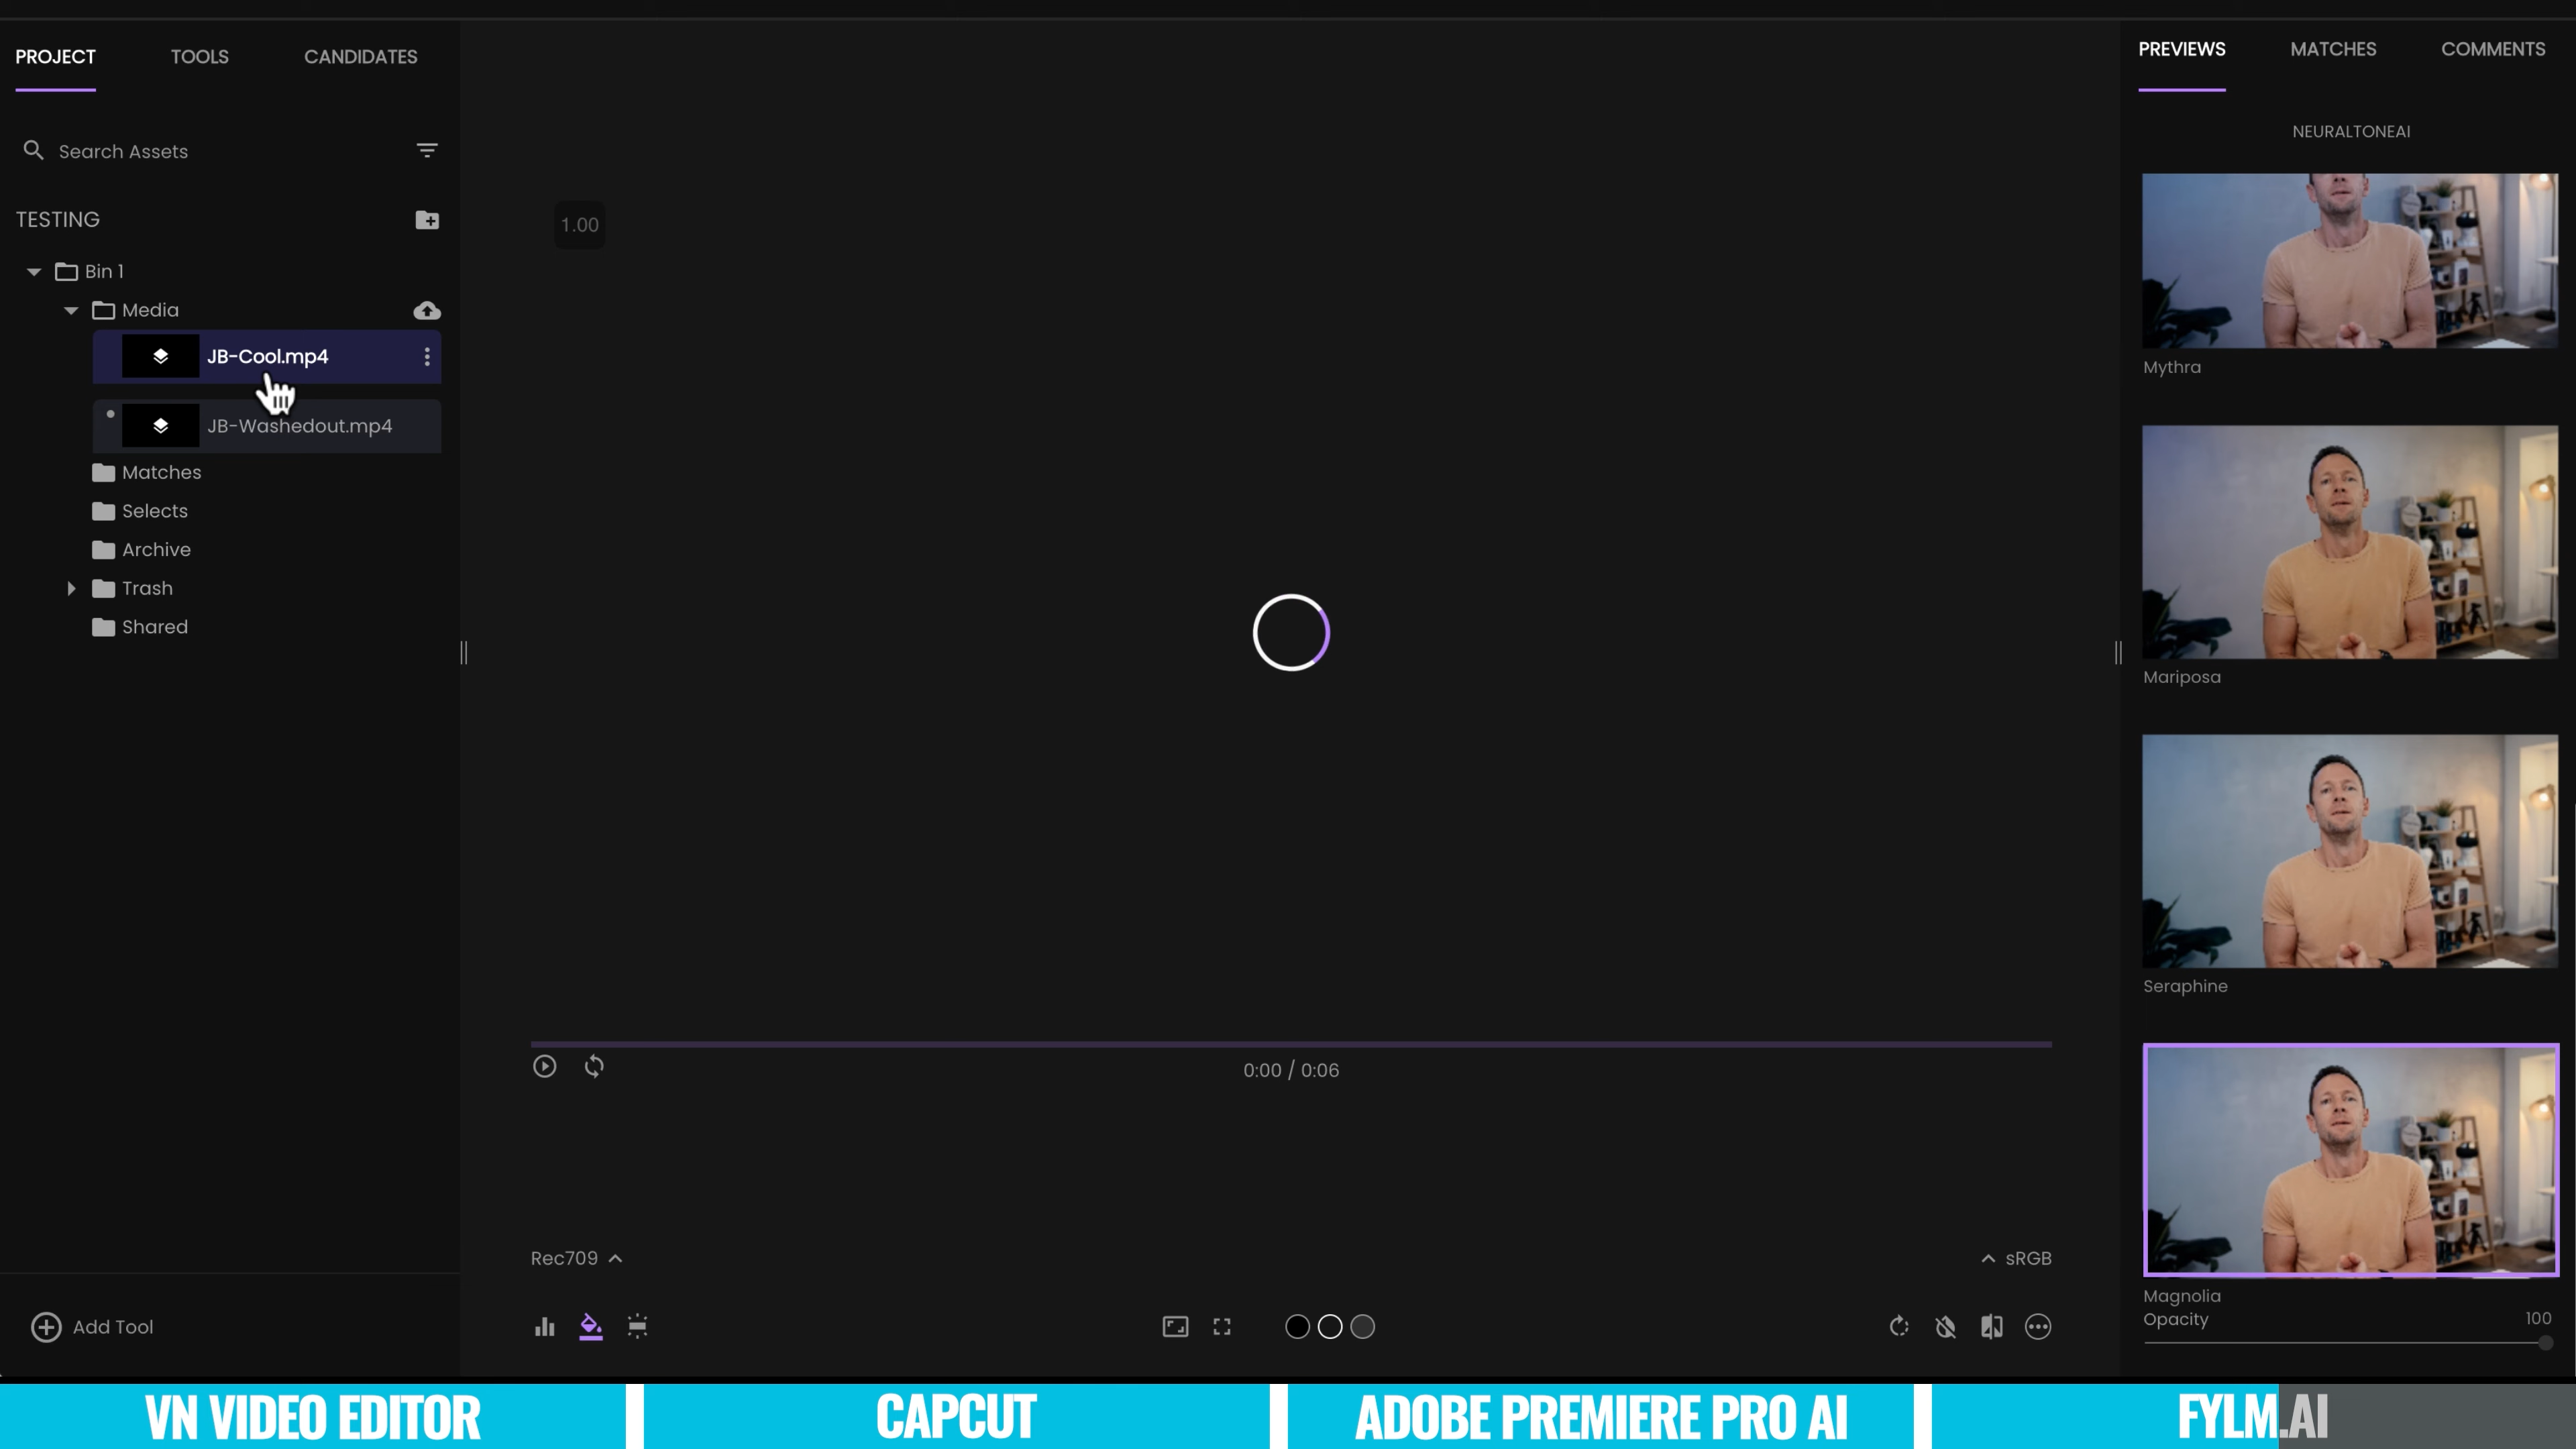 PROJECT TOOLS CANDIDATES
Search Assets
TESTING
Bin 1
Media
JB-Cool.mp4
JB-Washedout.mp4
Matches
Selects
Archive
Trash
Shared
Add Tool
1.00
0:00 / 0:06
Rec709
sRGB
PREVIEWS MATCHES COMMENTS
NEURALTONEAI
Mythra
Mariposa
Seraphine
Magnolia
Opacity 100
VN VIDEO EDITOR
CAPCUT
ADOBE PREMIERE PRO AI
FYLM.AI